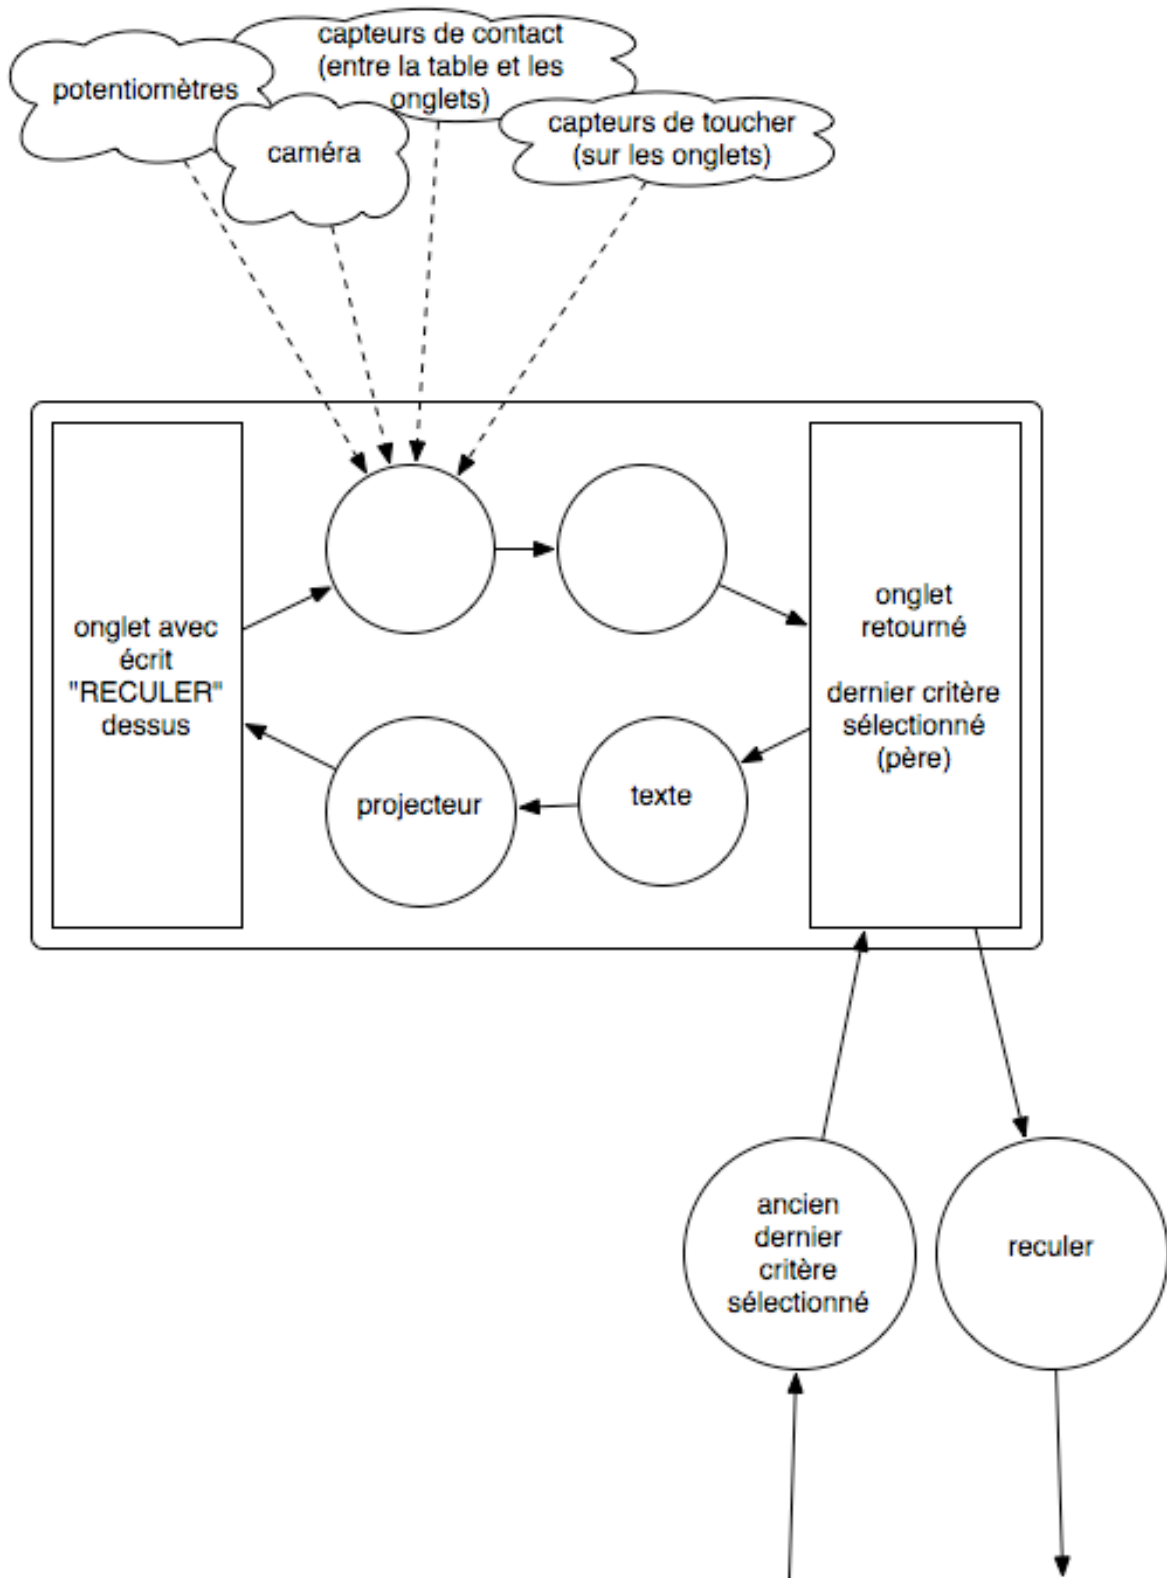 potentiomètres
capteurs de contact
(entre la table et les
onglets)
caméra
capteurs de toucher
(sur les onglets)
onglet avec
écrit
"RECULER"
dessus
onglet
retourné
dernier critère
sélectionné
(père)
projecteur
texte
ancien
dernier
critère
sélectionné
reculer